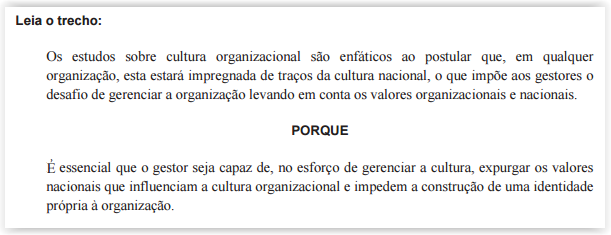 Leia o trecho:
Os estudos sobre cultura organizacional são enfáticos ao postular que, em qualquer
organização, esta estará impregnada de traços da cultura nacional, o que impõe aos gestores o
desafio de gerenciar a organização levando em conta os valores organizacionais e nacionais.
PORQUE
É essencial que o gestor seja capaz de, no esforço de gerenciar a cultura, expurgar os valores
nacionais que influenciam a cultura organizacional e impedem a construção de uma identidade
própria à organização.